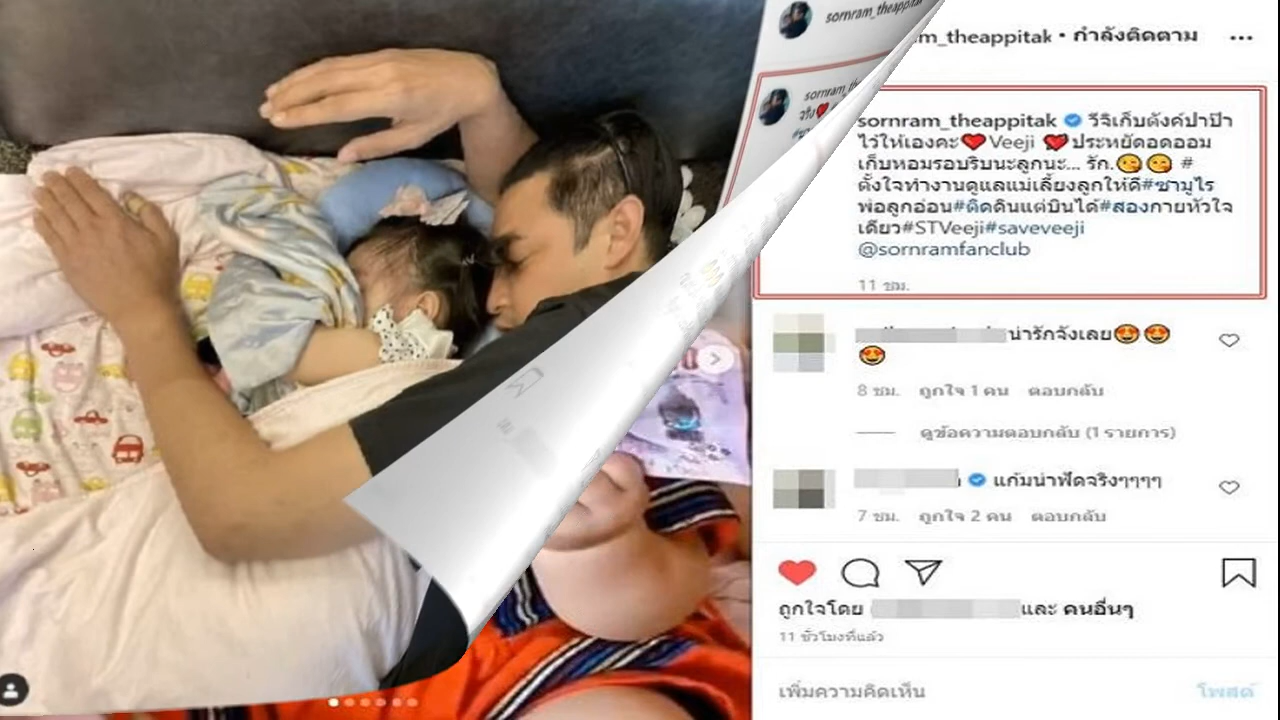 sornram_theappitak
m_theappitak • กำลังติดตาม
sornram_theappitak วีจิเก็บตังค์ป่าป๊า
ไว้ให้เองคะ❤️Veeji 💓ประหยัดอดออม
เก็บหอมรอบริบนะลูกนะ... รัก.😘😘 #
ตั้งใจทำงานดูแลแม่เลี้ยงลูกให้ดี#ซามูไร
พ่อลูกอ่อน#ติดดินแต่บินได้#สองกายหัวใจ
เดียว#STVeeji#saveveeji
@sornramfanclub
11 ชม.
น่ารักจังเลย😍😍
😍
8 ชม. ถูกใจ 1 คน ตอบกลับ
ดูข้อความตอบกลับ (1 รายการ)
แก้มน่าฟัดจริงๆๆๆๆ
7 ชม. ถูกใจ 2 คน ตอบกลับ
ถูกใจโดย และ คนอื่นๆ
11 ชั่วโมงที่แล้ว
เพิ่มความคิดเห็น โพสต์